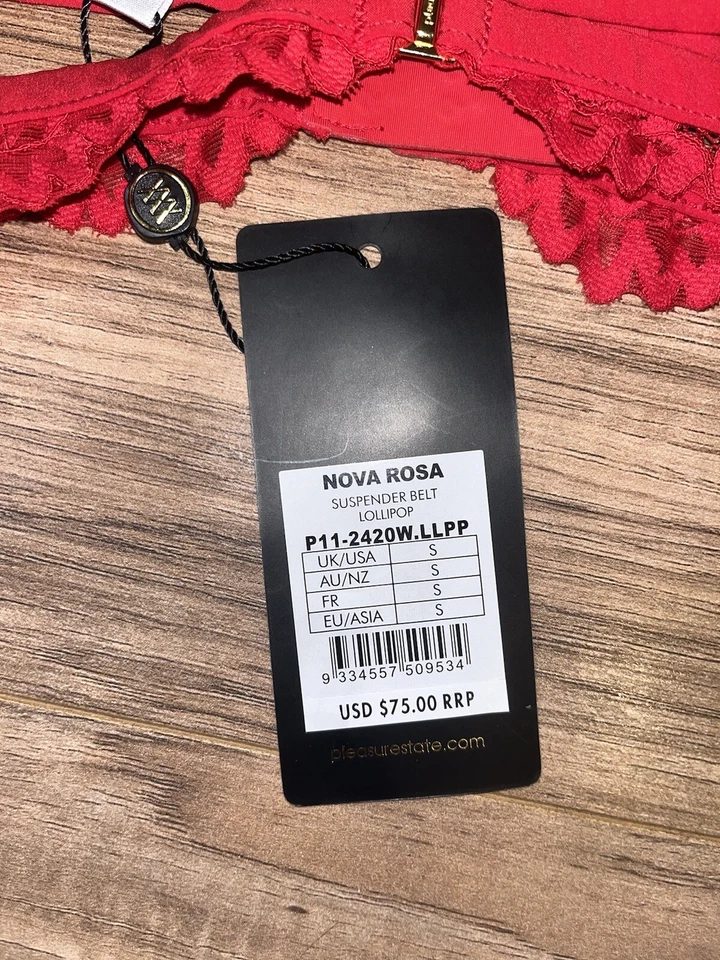 NOVA ROSA
SUSPENDER BELT
LOLLIPOP
P11-2420W.LLPP
UK/USA S
AU/NZ S
FR S
EU/ASIA S
9 334557 509534
USD $75.00 RRP
pleasurestate.com